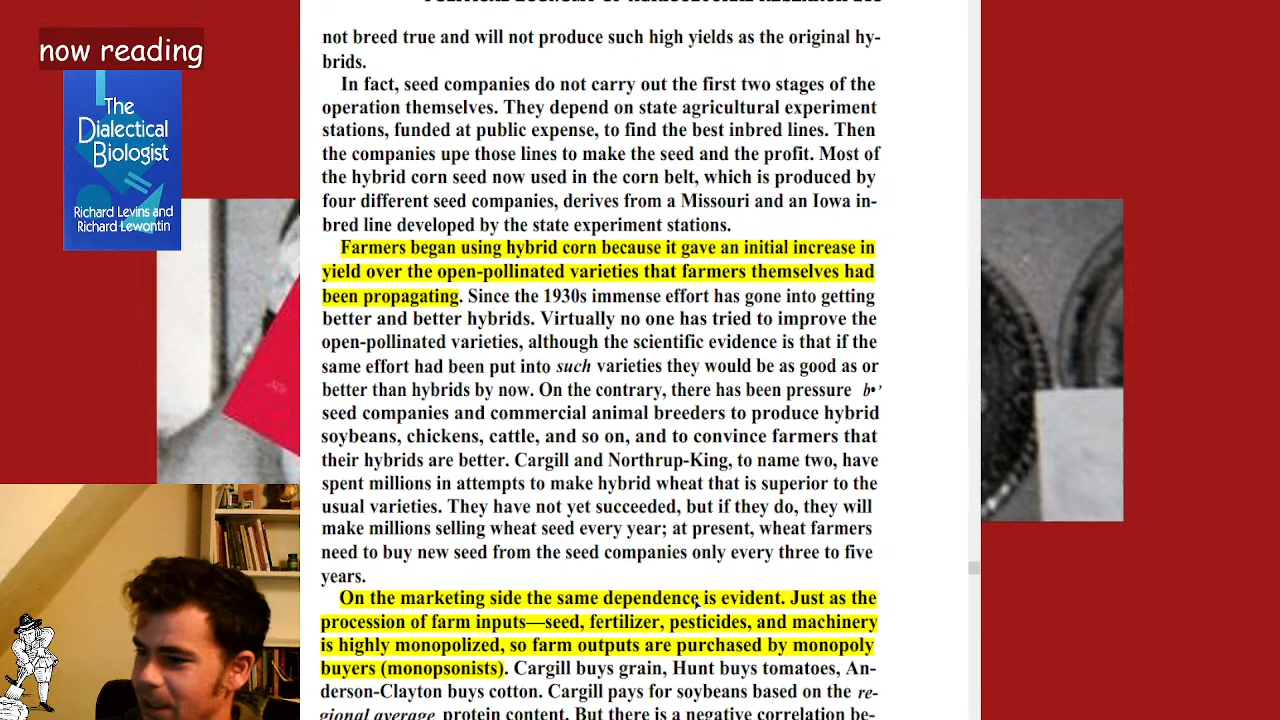 now reading
The
Dialectical
Biologist
Richard Levins and
Richard Lewontin
not breed true and will not produce such high yields as the original hy-
brids.
In fact, seed companies do not carry out the first two stages of the
operation themselves. They depend on state agricultural experiment
stations, funded at public expense, to find the best inbred lines. Then
the companies upe those lines to make the seed and the profit. Most of
the hybrid corn seed now used in the corn belt, which is produced by
four different seed companies, derives from a Missouri and an Iowa in-
bred line developed by the state experiment stations.
Farmers began using hybrid corn because it gave an initial increase in
yield over the open-pollinated varieties that farmers themselves had
been propagating. Since the 1930s immense effort has gone into getting
better and better hybrids. Virtually no one has tried to improve the
open-pollinated varieties, although the scientific evidence is that if the
same effort had been put into such varieties they would be as good as or
better than hybrids by now. On the contrary, there has been pressure b•'
seed companies and commercial animal breeders to produce hybrid
soybeans, chickens, cattle, and so on, and to convince farmers that
their hybrids are better. Cargill and Northrup-King, to name two, have
spent millions in attempts to make hybrid wheat that is superior to the
usual varieties. They have not yet succeeded, but if they do, they will
make millions selling wheat seed every year; at present, wheat farmers
need to buy new seed from the seed companies only every three to five
years.
On the marketing side the same dependence is evident. Just as the
procession of farm inputs—seed, fertilizer, pesticides, and machinery
is highly monopolized, so farm outputs are purchased by monopoly
buyers (monopsonists). Cargill buys grain, Hunt buys tomatoes, An-
derson-Clayton buys cotton. Cargill pays for soybeans based on the re-
gional average protein content. But there is a negative correlation be-